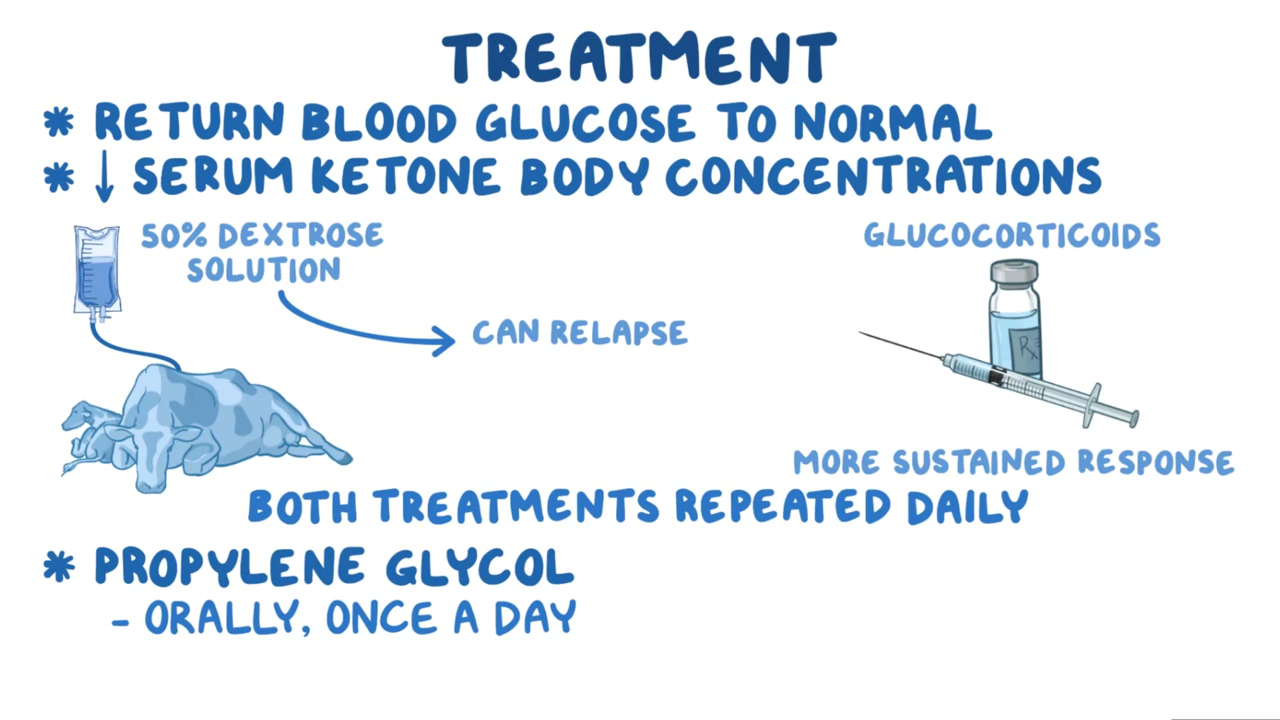 TREATMENT
* RETURN BLOOD GLUCOSE TO NORMAL
* ↓ SERUM KETONE BODY CONCENTRATIONS
50% DEXTROSE
SOLUTION
CAN RELAPSE
GLUCOCORTICOIDS
Rx
MORE SUSTAINED RESPONSE
BOTH TREATMENTS REPEATED DAILY
* PROPYLENE GLYCOL
- ORALLY, ONCE A DAY